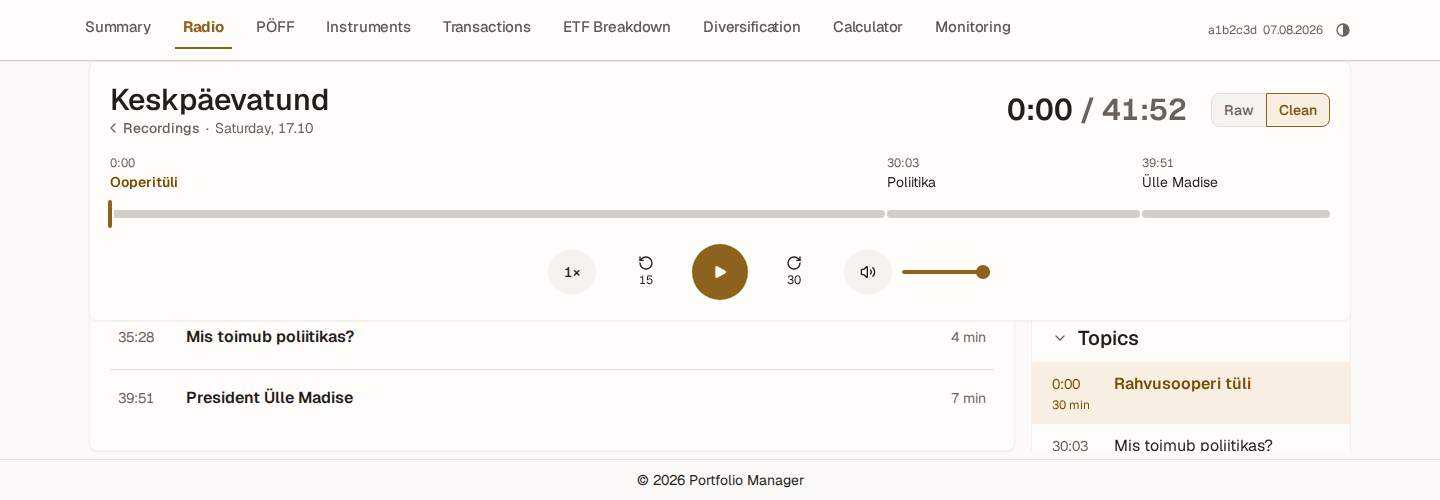 Summary Radio PÖFF Instruments Transactions ETF Breakdown Diversification Calculator Monitoring a1b2c3d 07.08.2026
Keskpäevatund
0:00 / 41:52
Raw Clean
Recordings · Saturday, 17.10
0:00 30:03 39:51
Ooperitüli Poliitika Ülle Madise
1× 15 30
35:28 Mis toimub poliitikas? 4 min
39:51 President Ülle Madise 7 min
Topics
0:00 Rahvusooperi tüli
30 min
30:03 Mis toimub poliitikas?
© 2026 Portfolio Manager